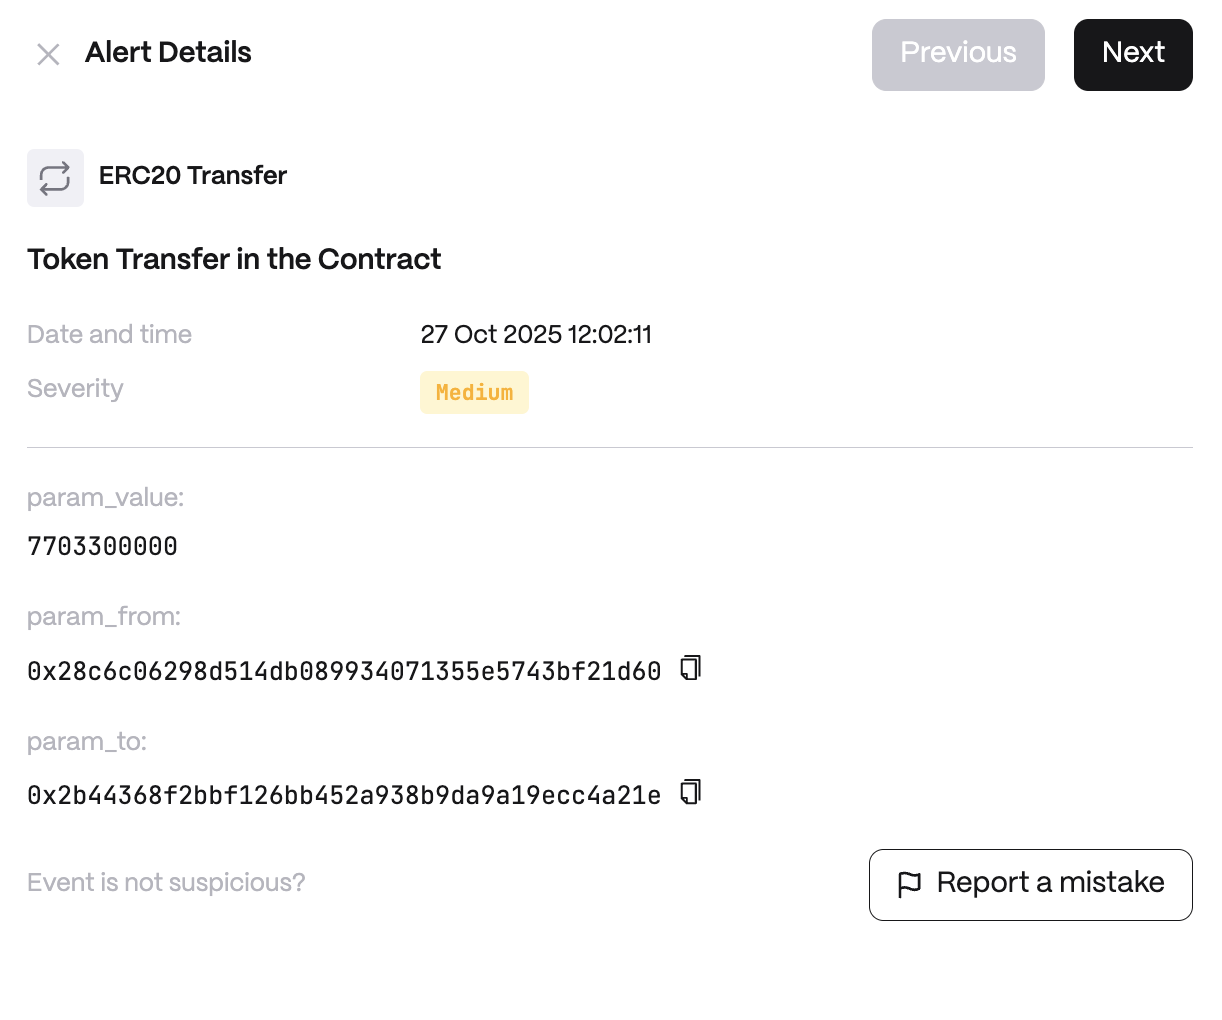 Alert Details
Previous
Next
ERC20 Transfer
Token Transfer in the Contract
Date and time 27 Oct 2025 12:02:11
Severity Medium
param_value:
7703300000
param_from:
0x28c6c06298d514db089934071355e5743bf21d60
param_to:
0x2b44368f2bbf126bb452a938b9da9a19ecc4a21e
Event is not suspicious?
Report a mistake